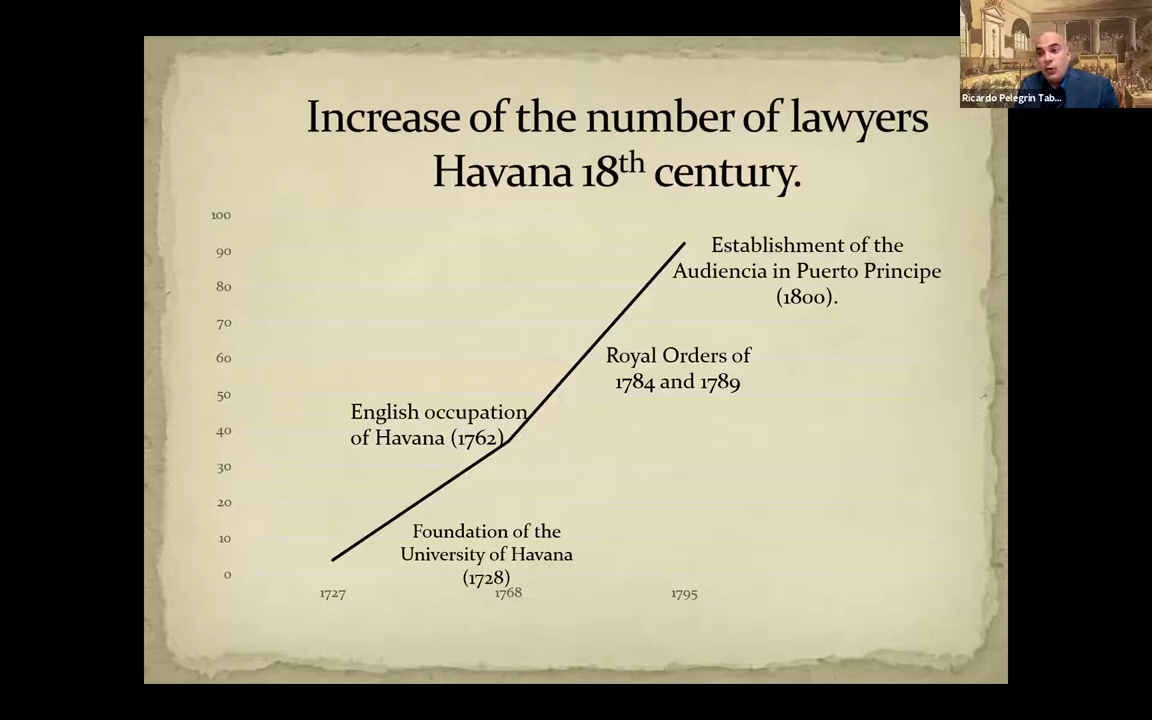 Ricardo Pelegrin Tab...
Increase of the number of lawyers
Havana 18th century.
100
90
80
70
60
50
40
30
20
10
0
Establishment of the
Audiencia in Puerto Principe
(1800).
Royal Orders of
1784 and 1789
English occupation
of Havana (1762)
Foundation of the
University of Havana
(1728)
1727
1768
1795